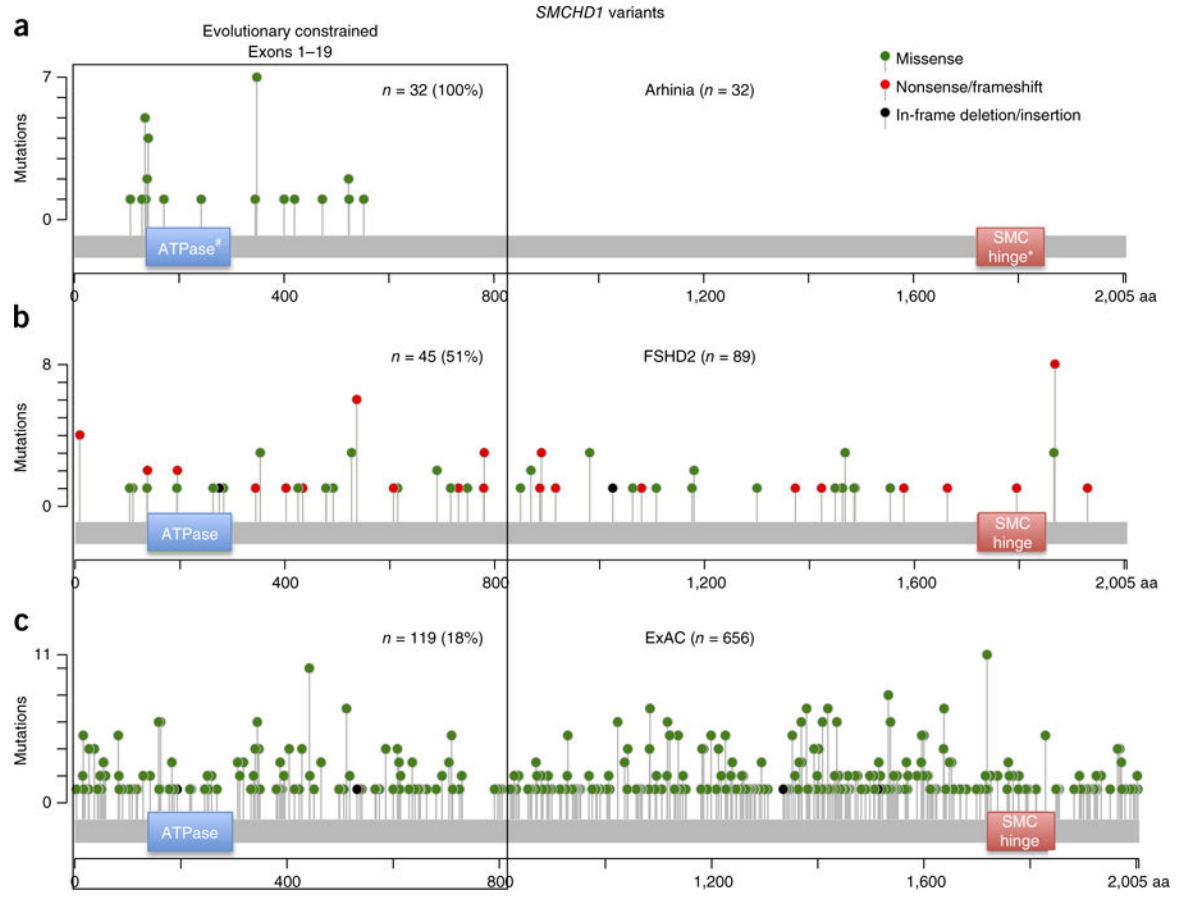 SMCHD1 variants
a
Evolutionary constrained
Exons 1–19
Missense
Nonsense/frameshift
In-frame deletion/insertion
n = 32 (100%)
Arhinia (n = 32)
Mutations
7
0
ATPase#
SMC
hinge*
0 400 800 1,200 1,600 2,005 aa
b
n = 45 (51%)
FSHD2 (n = 89)
Mutations
8
0
ATPase
SMC
hinge
0 400 800 1,200 1,600 2,005 aa
c
n = 119 (18%)
ExAC (n = 656)
Mutations
11
0
ATPase
SMC
hinge
0 400 800 1,200 1,600 2,005 aa